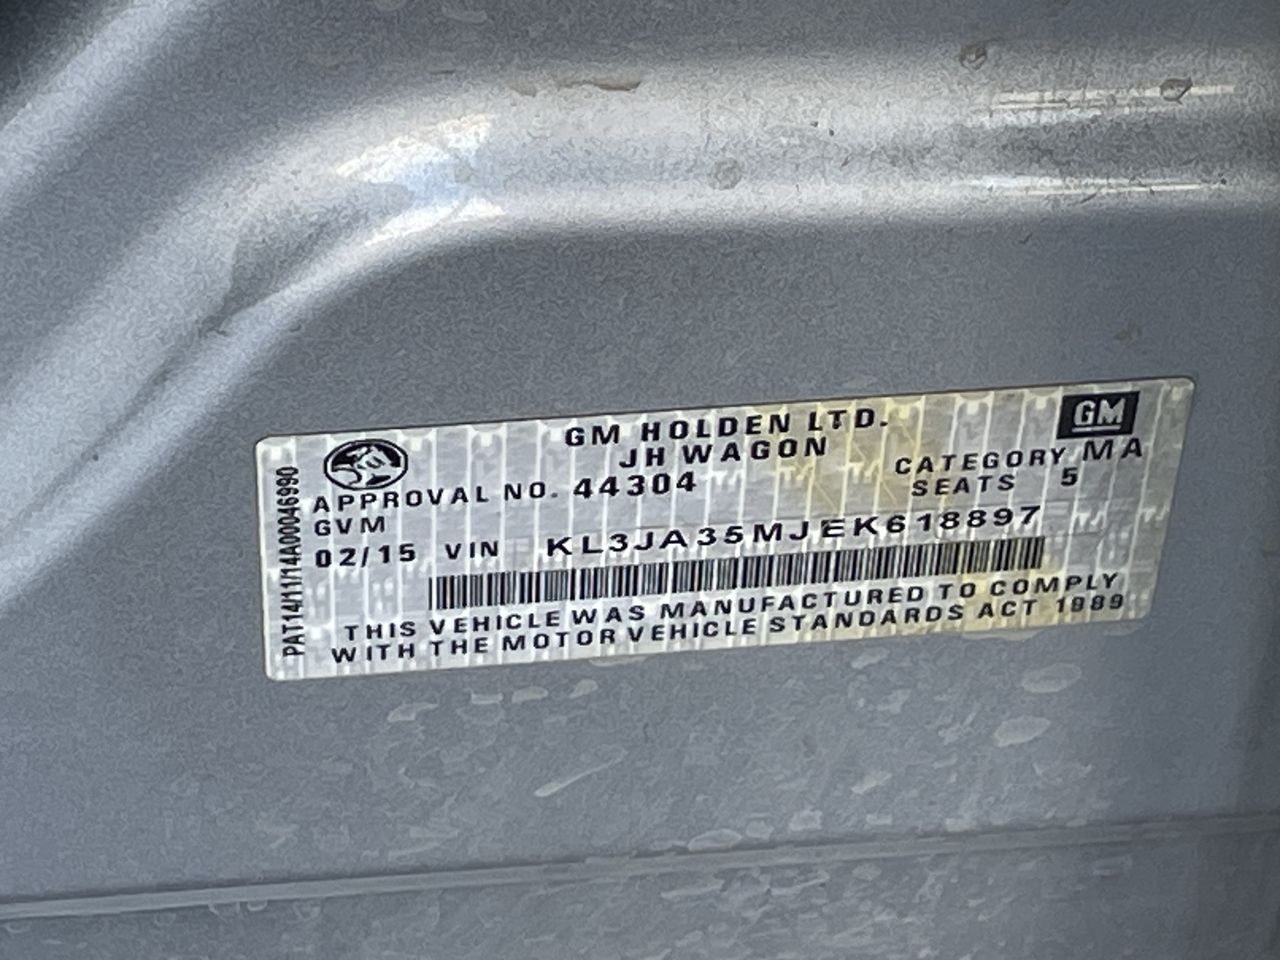 GM HOLDEN LTD.
GM
JH WAGON
APPROVAL NO. 44304
CATEGORY MA
GVM
SEATS 5
02/15 VIN KL3JA35MJEK618897
THIS VEHICLE WAS MANUFACTURED TO COMPLY
WITH THE MOTOR VEHICLE STANDARDS ACT 1989
PAT14/11/14A00046990